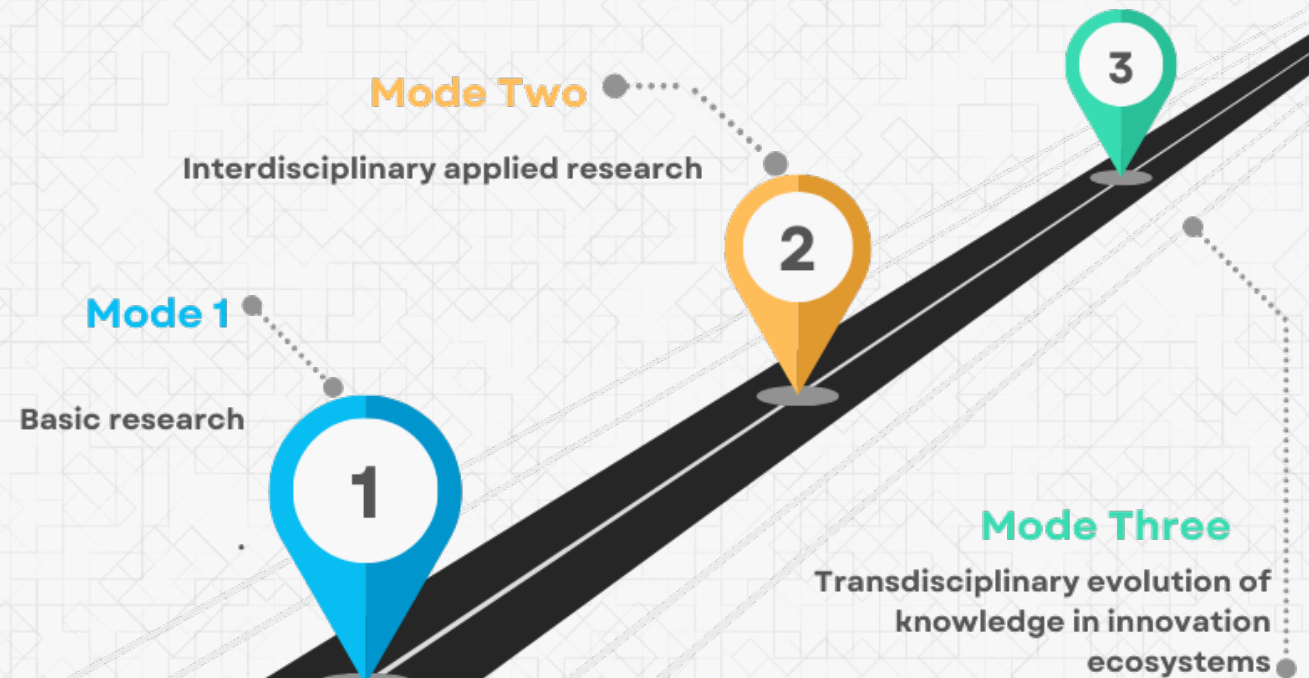 3
Mode Two
Interdisciplinary applied research
2
Mode 1
Basic research
1
Mode Three
Transdisciplinary evolution of
knowledge in innovation
ecosystems